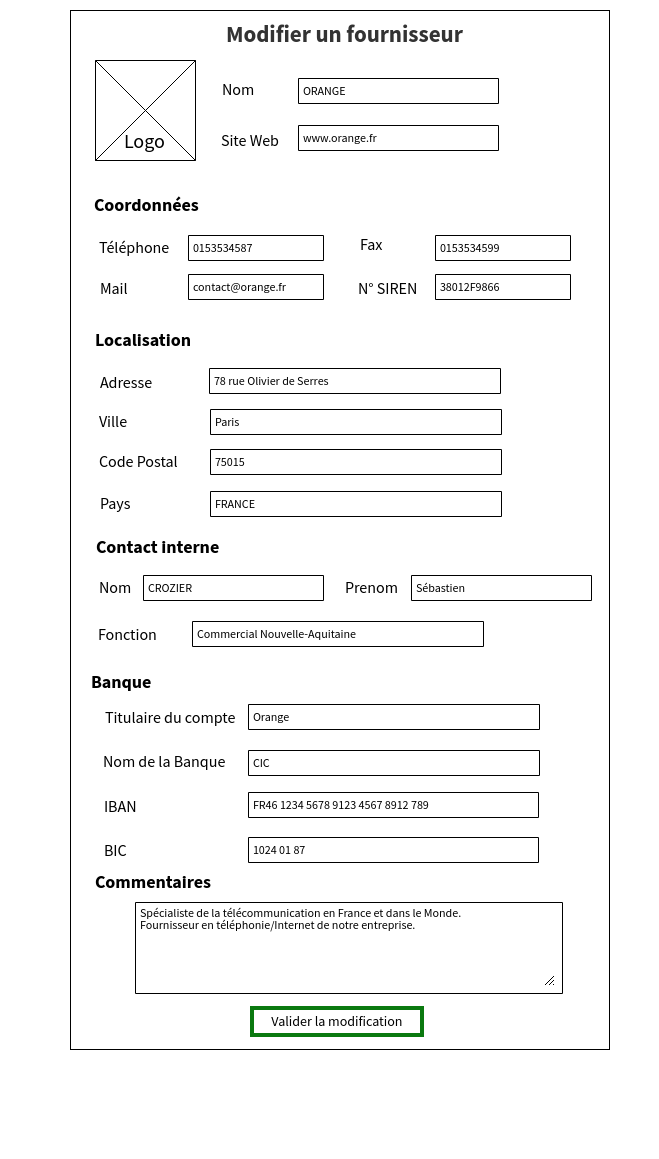 Modifier un fournisseur
Logo
Nom ORANGE
Site Web www.orange.fr
Coordonnées
Téléphone 0153534587 Fax 0153534599
Mail contact@orange.fr N° SIREN 38012F9866
Localisation
Adresse 78 rue Olivier de Serres
Ville Paris
Code Postal 75015
Pays FRANCE
Contact interne
Nom CROZIER Prenom Sébastien
Fonction Commercial Nouvelle-Aquitaine
Banque
Titulaire du compte Orange
Nom de la Banque CIC
IBAN FR46 1234 5678 9123 4567 8912 789
BIC 1024 01 87
Commentaires
Spécialiste de la télécommunication en France et dans le Monde.
Fournisseur en téléphonie/Internet de notre entreprise.
Valider la modification